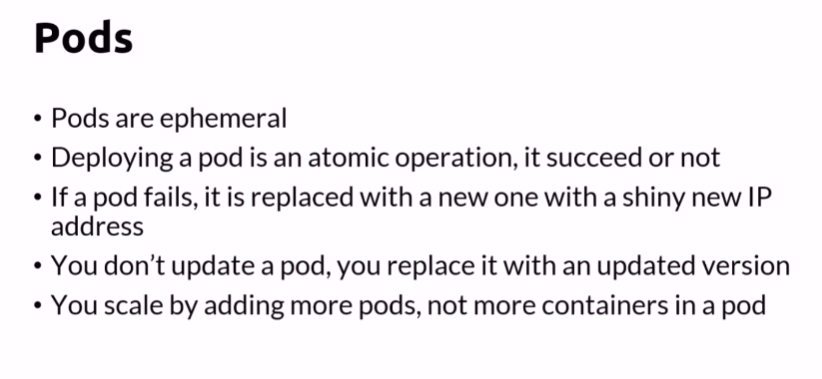 Pods
• Pods are ephemeral
• Deploying a pod is an atomic operation, it succeed or not
• If a pod fails, it is replaced with a new one with a shiny new IP
address
• You don’t update a pod, you replace it with an updated version
• You scale by adding more pods, not more containers in a pod